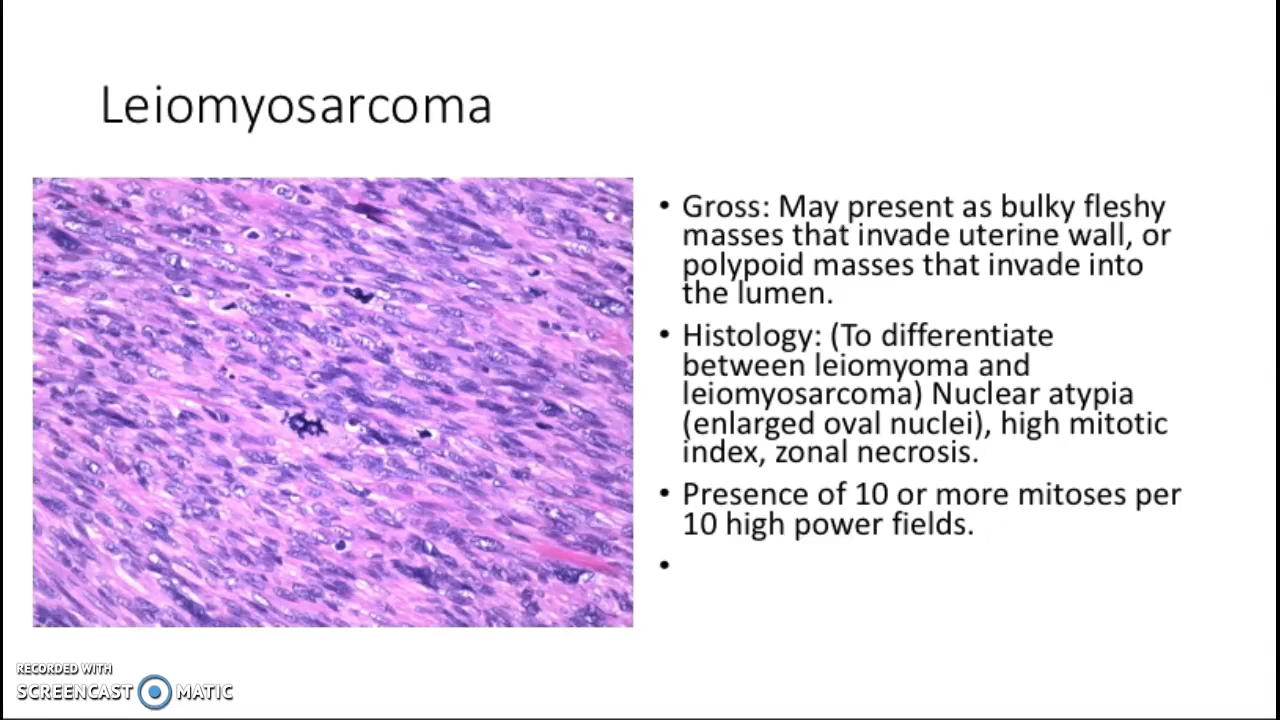 Leiomyosarcoma
• Gross: May present as bulky fleshy
masses that invade uterine wall, or
polypoid masses that invade into
the lumen.
• Histology: (To differentiate
between leiomyoma and
leiomyosarcoma) Nuclear atypia
(enlarged oval nuclei), high mitotic
index, zonal necrosis.
• Presence of 10 or more mitoses per
10 high power fields.
•
RECORDED WITH
SCREENCAST MATIC